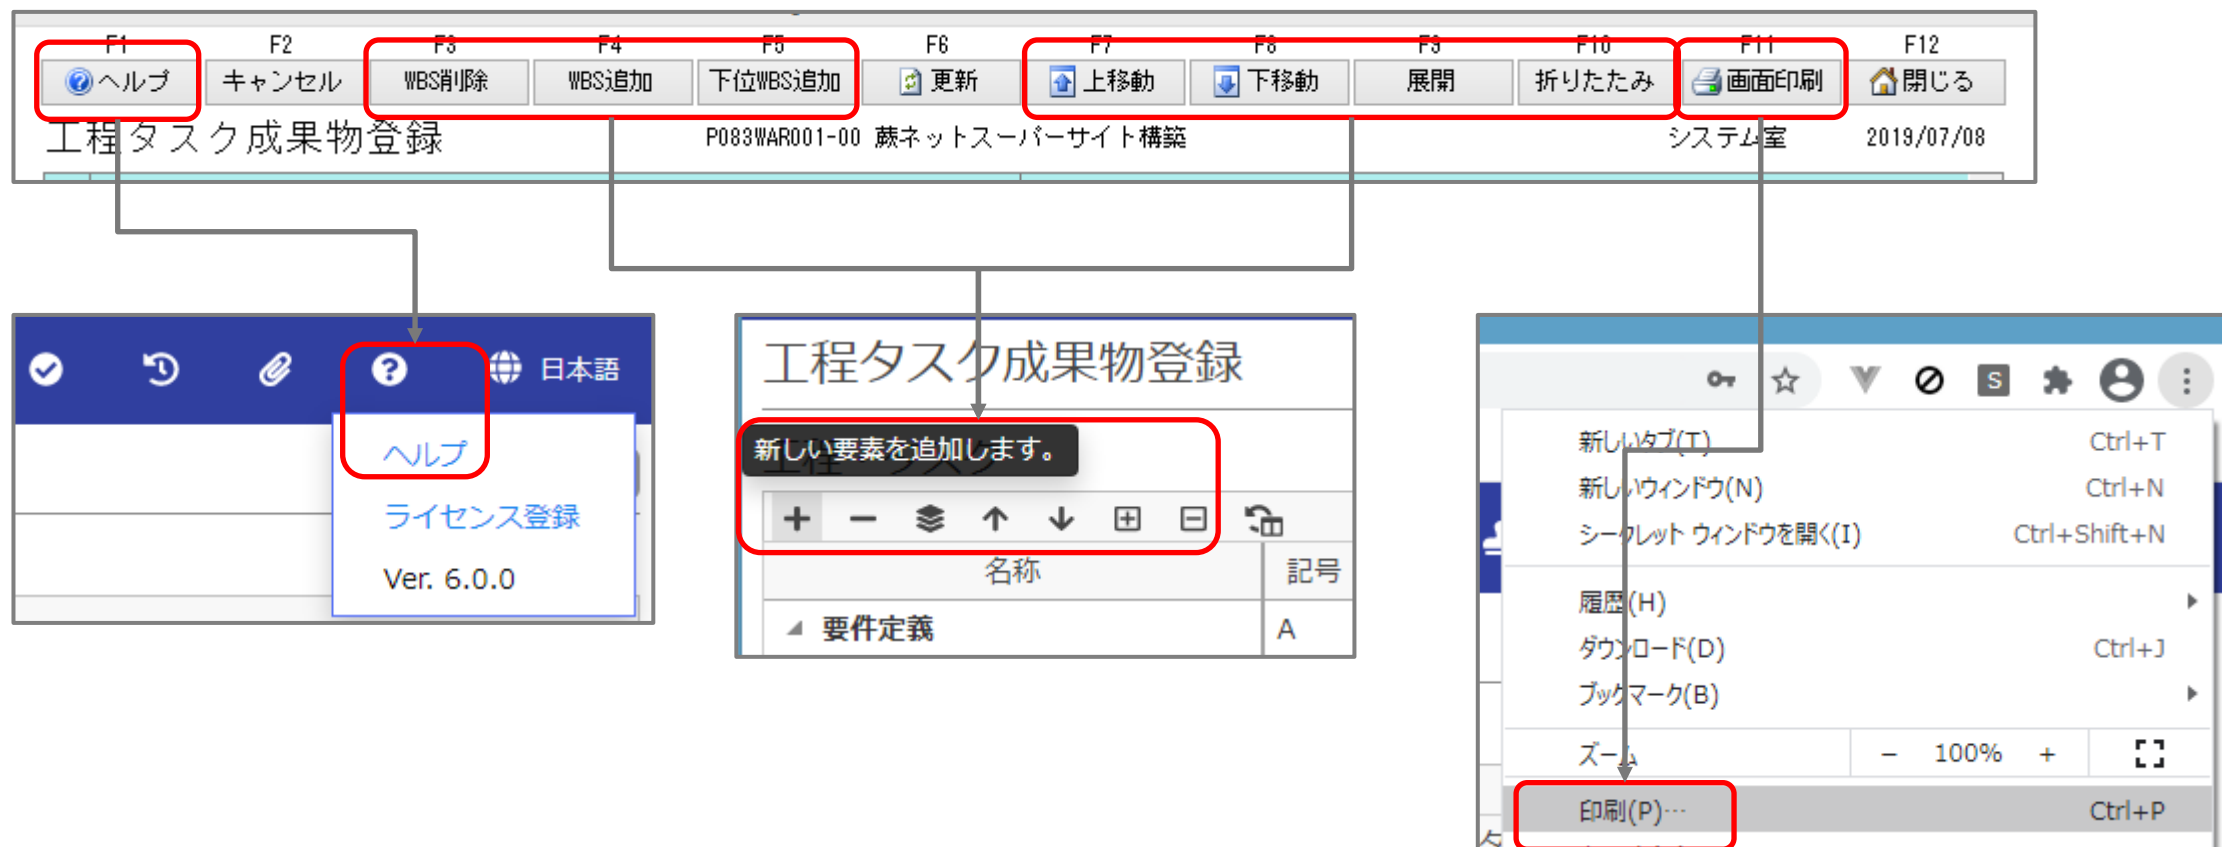 F1 F2 F3 F4 F5 F6 F7 F8 F9 F10 F11 F12
ヘルプ キャンセル WBS削除 WBS追加 下位WBS追加 更新 上移動 下移動 展開 折りたたみ 画面印刷 閉じる
工程タスク成果物登録 P083WAR001-00 蕨ネットスーパーサイト構築 システム室 2019/07/08
日本語
ヘルプ
ライセンス登録
Ver. 6.0.0
工程タスク成果物登録
新しい要素を追加します。
名称 記号
要件定義 A
S
新しいタブ(T) Ctrl+T
新しいウィンドウ(N) Ctrl+N
シークレット ウィンドウを開く(I) Ctrl+Shift+N
履歴(H)
ダウンロード(D) Ctrl+J
ブックマーク(B)
ズーム − 100% +
印刷(P)… Ctrl+P